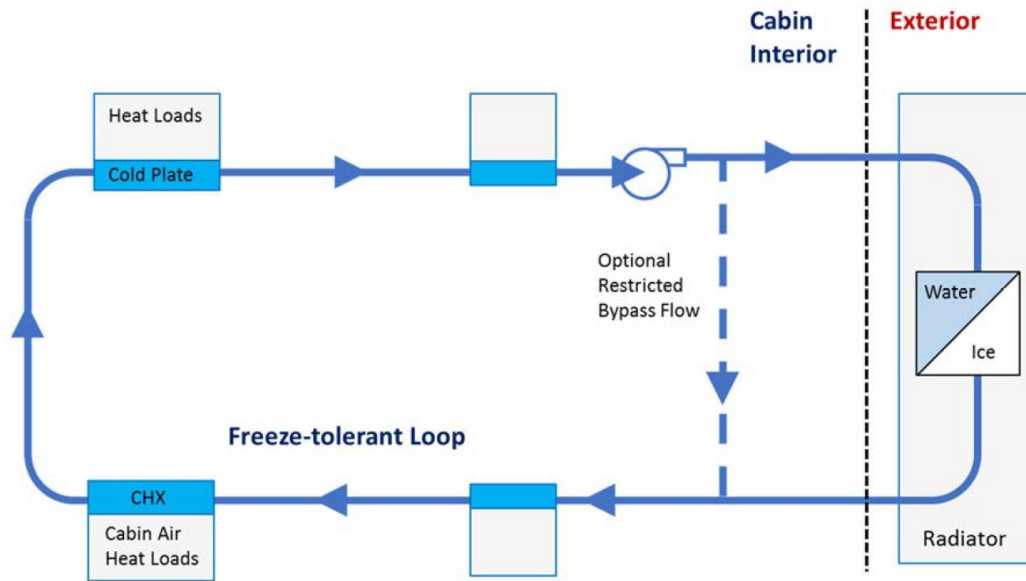 Cabin
Interior
Exterior
Heat Loads
Cold Plate
Optional
Restricted
Bypass Flow
Water
Ice
Freeze-tolerant Loop
CHX
Cabin Air
Heat Loads
Radiator